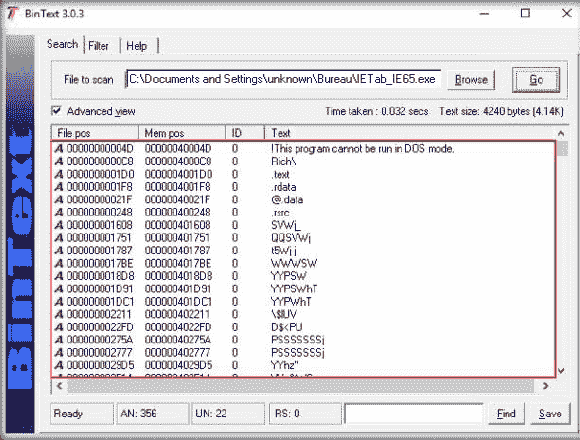 BinText 3.0.3
Search Filter Help
File to scan C:\Documents and Settings\unknown\Bureau\IETab_IE65.exe Browse Go
Advanced view Time taken : 0.032 secs Text size: 4240 bytes (4.14K)
File pos Mem pos ID Text
A 00000000004D 00000040004D 0 !This program cannot be run in DOS mode.
A 0000000000C8 0000004000C8 0 Rich\
A 0000000001D0 0000004001D0 0 .text
A 0000000001F8 0000004001F8 0 .rdata
A 00000000021F 00000040021F 0 @.data
A 000000000248 000000400248 0 .rsrc
A 000000001608 000000401608 0 SVWj_
A 000000001751 000000401751 0 QQSVWj
A 000000001787 000000401787 0 t5Wj j
A 0000000017BE 0000004017BE 0 WWWSW
A 0000000018D8 0000004018D8 0 YYPSW
A 000000001D91 000000401D91 0 YYPSWhT
A 000000001DC1 000000401DC1 0 YYPWhT
A 000000002211 000000402211 0 \$lUV
A 0000000022FD 0000004022FD 0 D$<PU
A 00000000275A 00000040275A 0 PSSSSSSSj
A 000000002777 000000402777 0 PSSSSSSSj
A 0000000029D5 0000004029D5 0 YYhz"
BinText
Ready AN: 356 UN: 22 RS: 0 Find Save